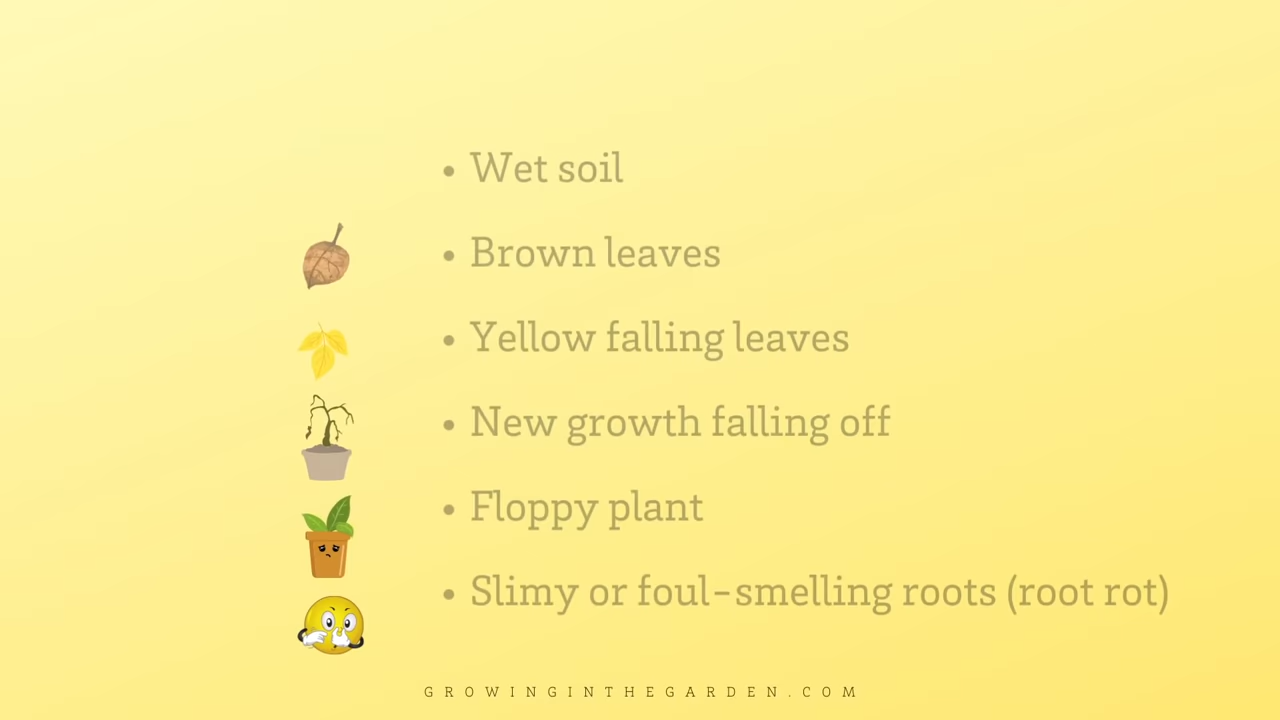 • Wet soil
• Brown leaves
• Yellow falling leaves
• New growth falling off
• Floppy plant
• Slimy or foul-smelling roots (root rot)
GROWINGINTHEGARDEN.COM